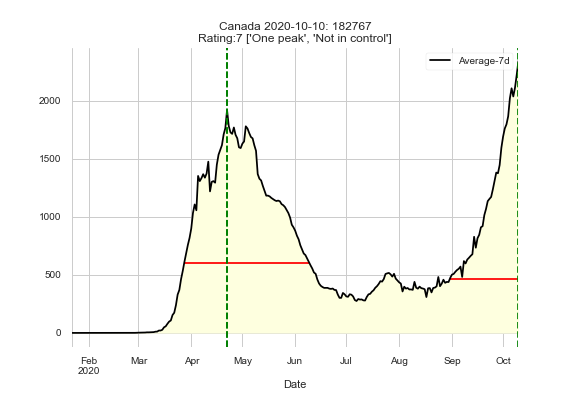 Canada 2020-10-10: 182767
Rating:7 ['One peak', 'Not in control']
Average-7d
2000
1500
1000
500
0
Feb Mar Apr May Jun Jul Aug Sep Oct
2020
Date